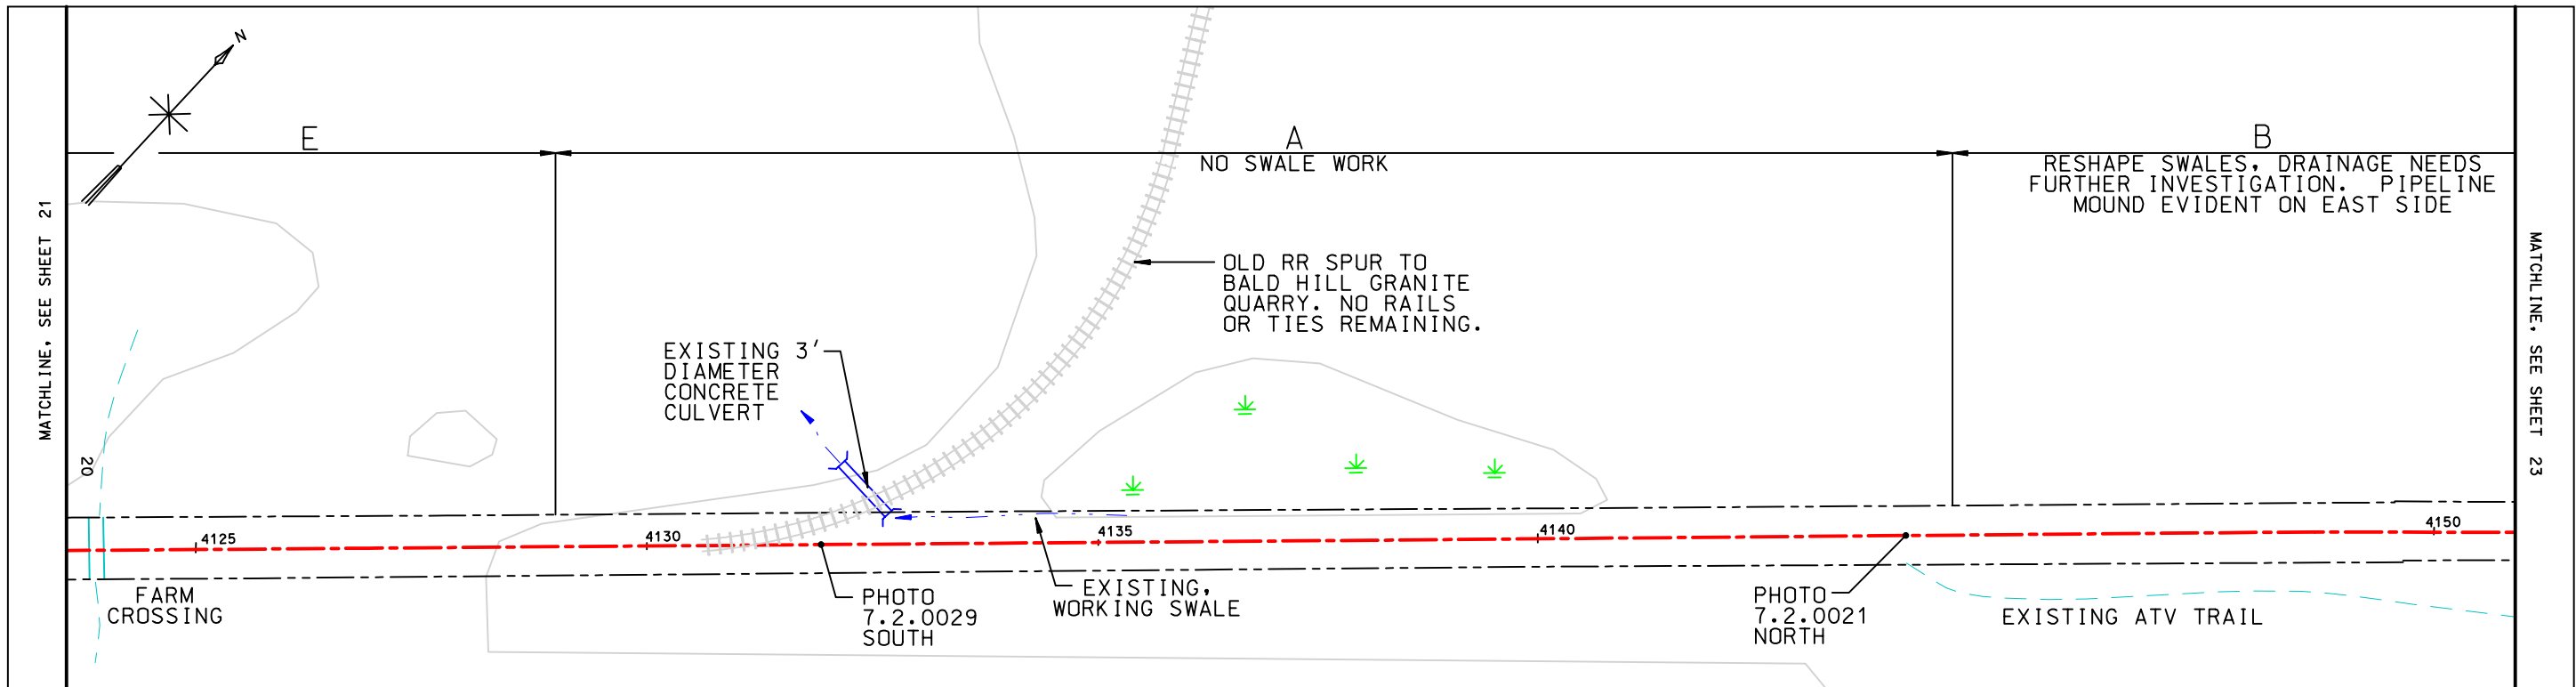 N
E
A
NO SWALE WORK
B
RESHAPE SWALES, DRAINAGE NEEDS
FURTHER INVESTIGATION. PIPELINE
MOUND EVIDENT ON EAST SIDE
MATCHLINE, SEE SHEET 21
MATCHLINE, SEE SHEET 23
OLD RR SPUR TO
BALD HILL GRANITE
QUARRY. NO RAILS
OR TIES REMAINING.
EXISTING 3'
DIAMETER
CONCRETE
CULVERT
20
4125
4130
4135
4140
4150
FARM
CROSSING
PHOTO
7.2.0029
SOUTH
EXISTING,
WORKING SWALE
PHOTO
7.2.0021
NORTH
EXISTING ATV TRAIL